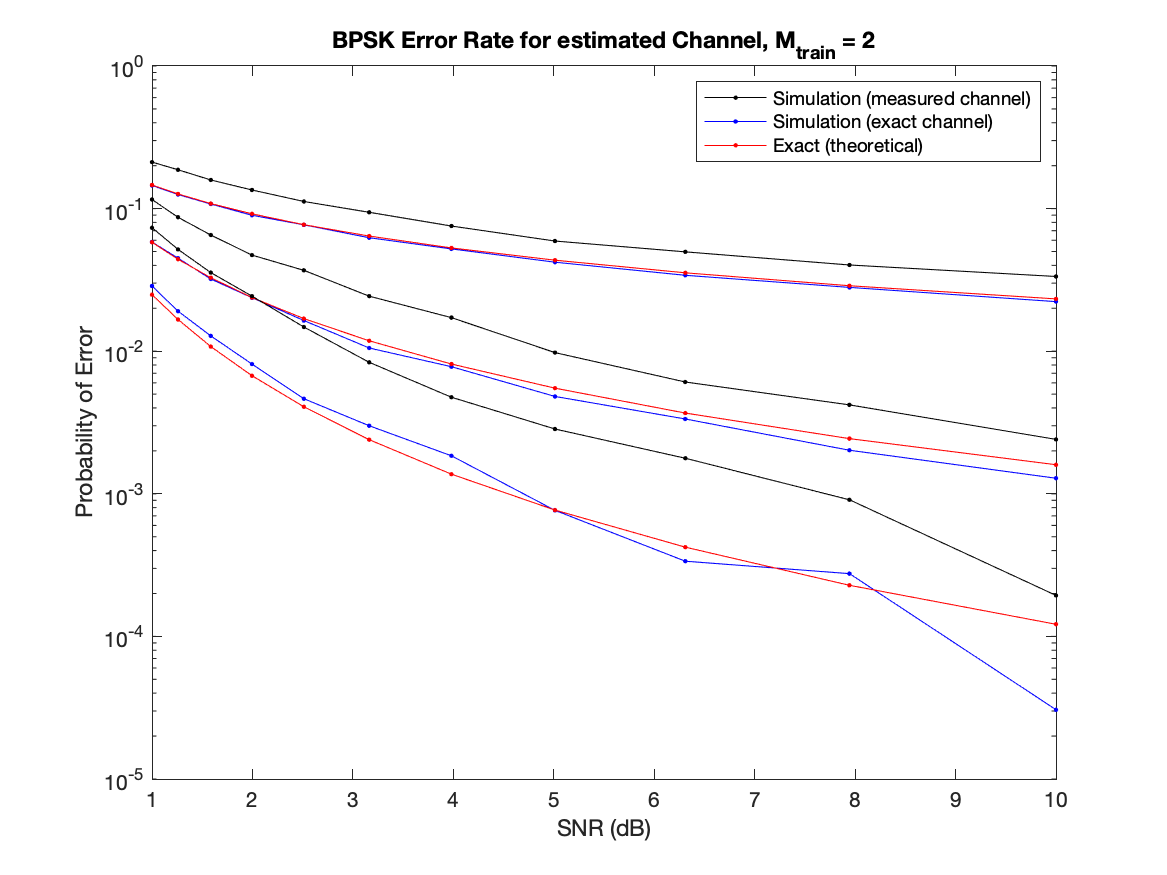 BPSK Error Rate for estimated Channel, M_train = 2
10^0
Simulation (measured channel)
Simulation (exact channel)
Exact (theoretical)
10^-1
10^-2
Probability of Error
10^-3
10^-4
10^-5
1 2 3 4 5 6 7 8 9 10
SNR (dB)